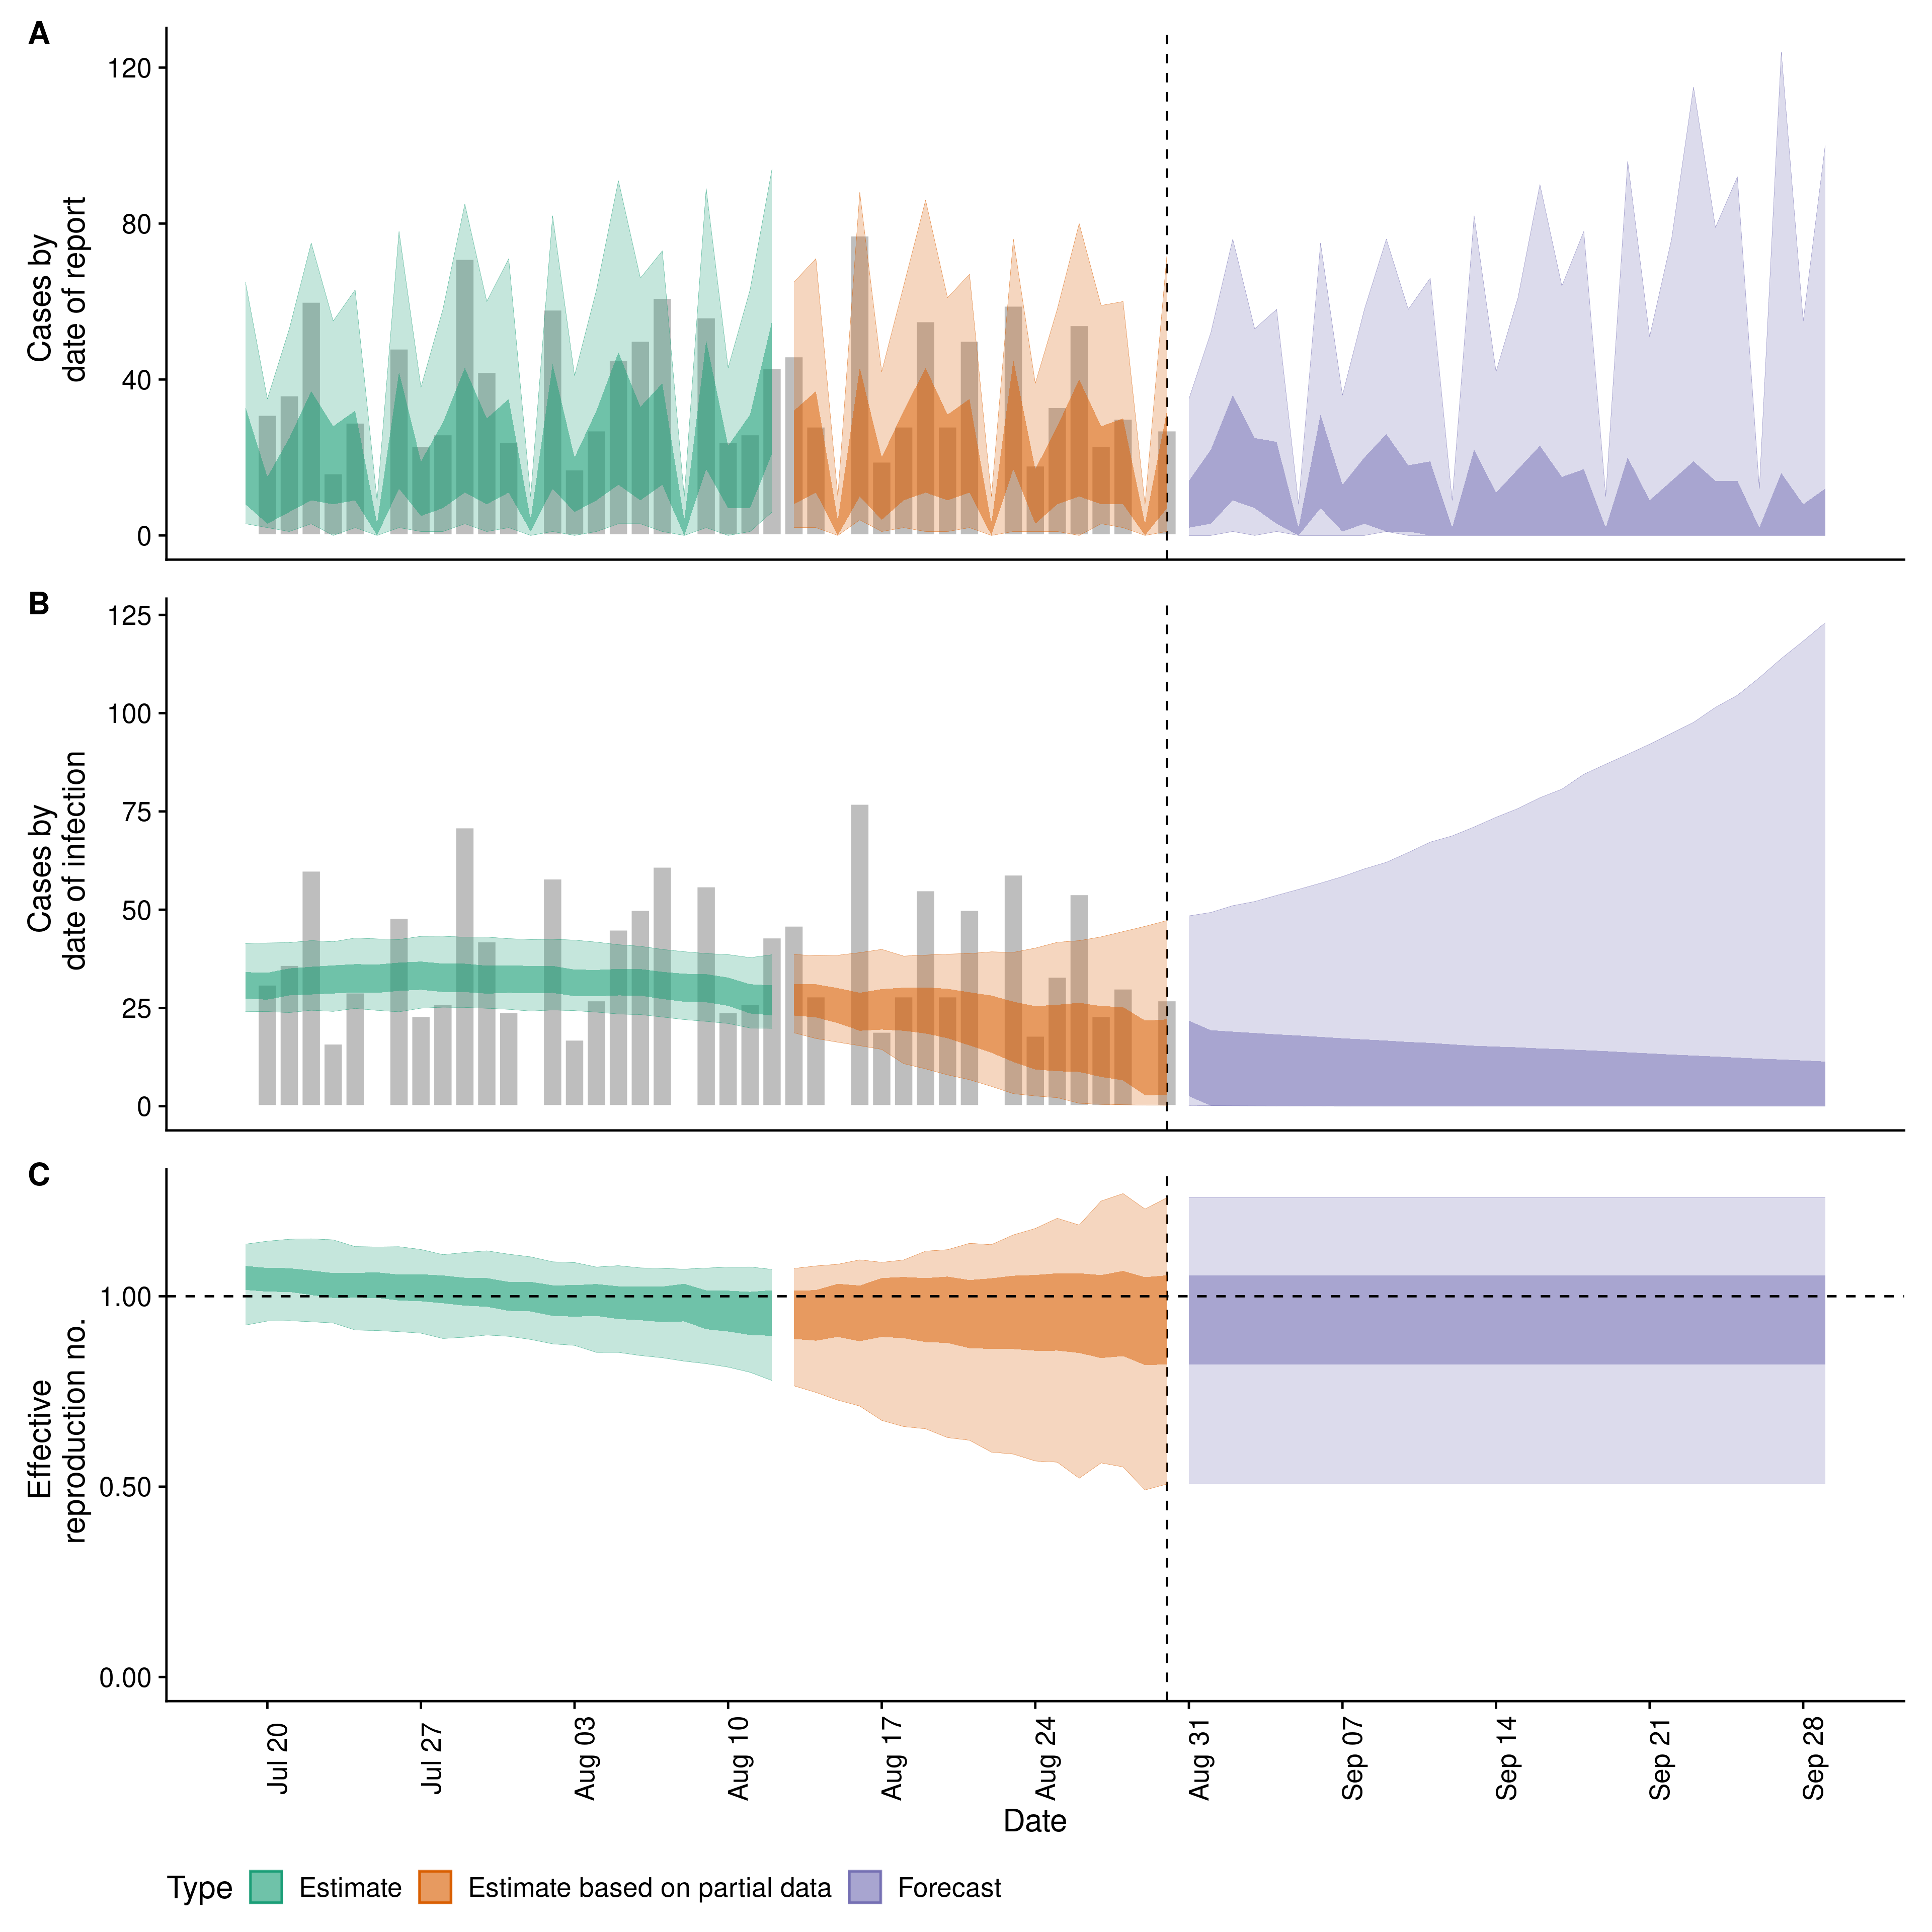 A
120
80
40
0
Cases by
date of report
B
125
100
75
50
25
0
Cases by
date of infection
C
1.00
0.50
0.00
Effective
reproduction no.
Jul 20
Jul 27
Aug 03
Aug 10
Aug 17
Aug 24
Aug 31
Sep 07
Sep 14
Sep 21
Sep 28
Date
Type Estimate Estimate based on partial data Forecast